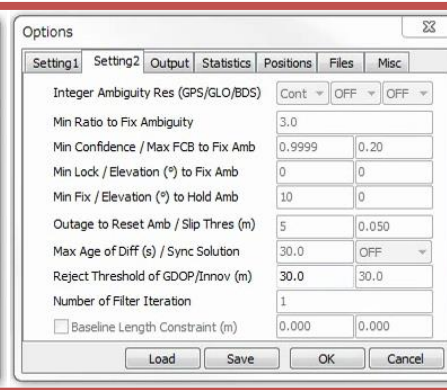 Options
Setting1 Setting2 Output Statistics Positions Files Misc
Integer Ambiguity Res (GPS/GLO/BDS) Cont OFF OFF
Min Ratio to Fix Ambiguity 3.0
Min Confidence / Max FCB to Fix Amb 0.9999 0.20
Min Lock / Elevation (°) to Fix Amb 0 0
Min Fix / Elevation (°) to Hold Amb 10 0
Outage to Reset Amb / Slip Thres (m) 5 0.050
Max Age of Diff (s) / Sync Solution 30.0 OFF
Reject Threshold of GDOP/Innov (m) 30.0 30.0
Number of Filter Iteration 1
Baseline Length Constraint (m) 0.000 0.000
Load Save OK Cancel